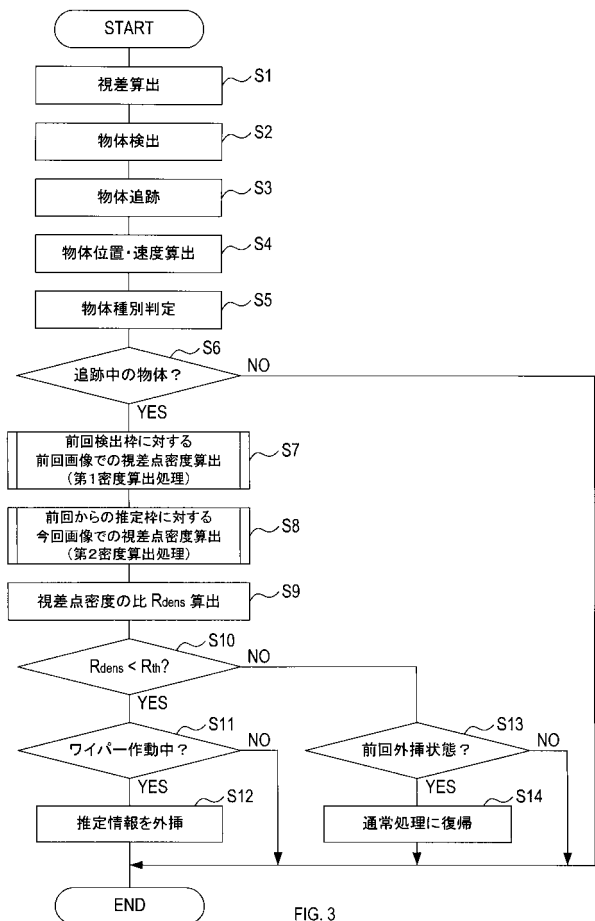 START
視差算出
S1
物体検出
S2
物体追跡
S3
物体位置・速度算出
S4
物体種別判定
S5
追跡中の物体？
S6
NO
YES
前回検出枠に対する
前回画像での視差点密度算出
(第1密度算出処理)
S7
前回からの推定枠に対する
今回画像での視差点密度算出
(第2密度算出処理)
S8
視差点密度の比 Rdens 算出
S9
Rdens < Rth?
S10
NO
YES
ワイパー作動中？
S11
NO
YES
推定情報を外挿
S12
前回外挿状態？
S13
NO
YES
通常処理に復帰
S14
END
FIG. 3